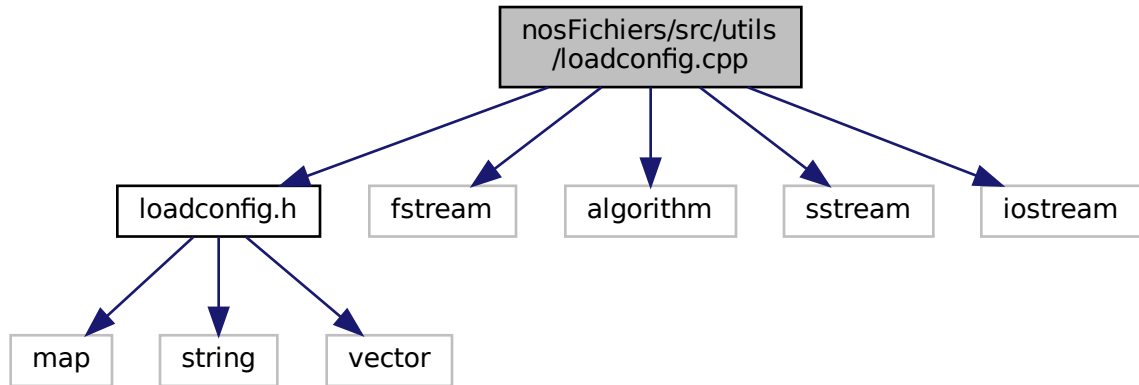 nosFichiers/src/utils
/loadconfig.cpp
loadconfig.h
fstream
algorithm
sstream
iostream
map
string
vector